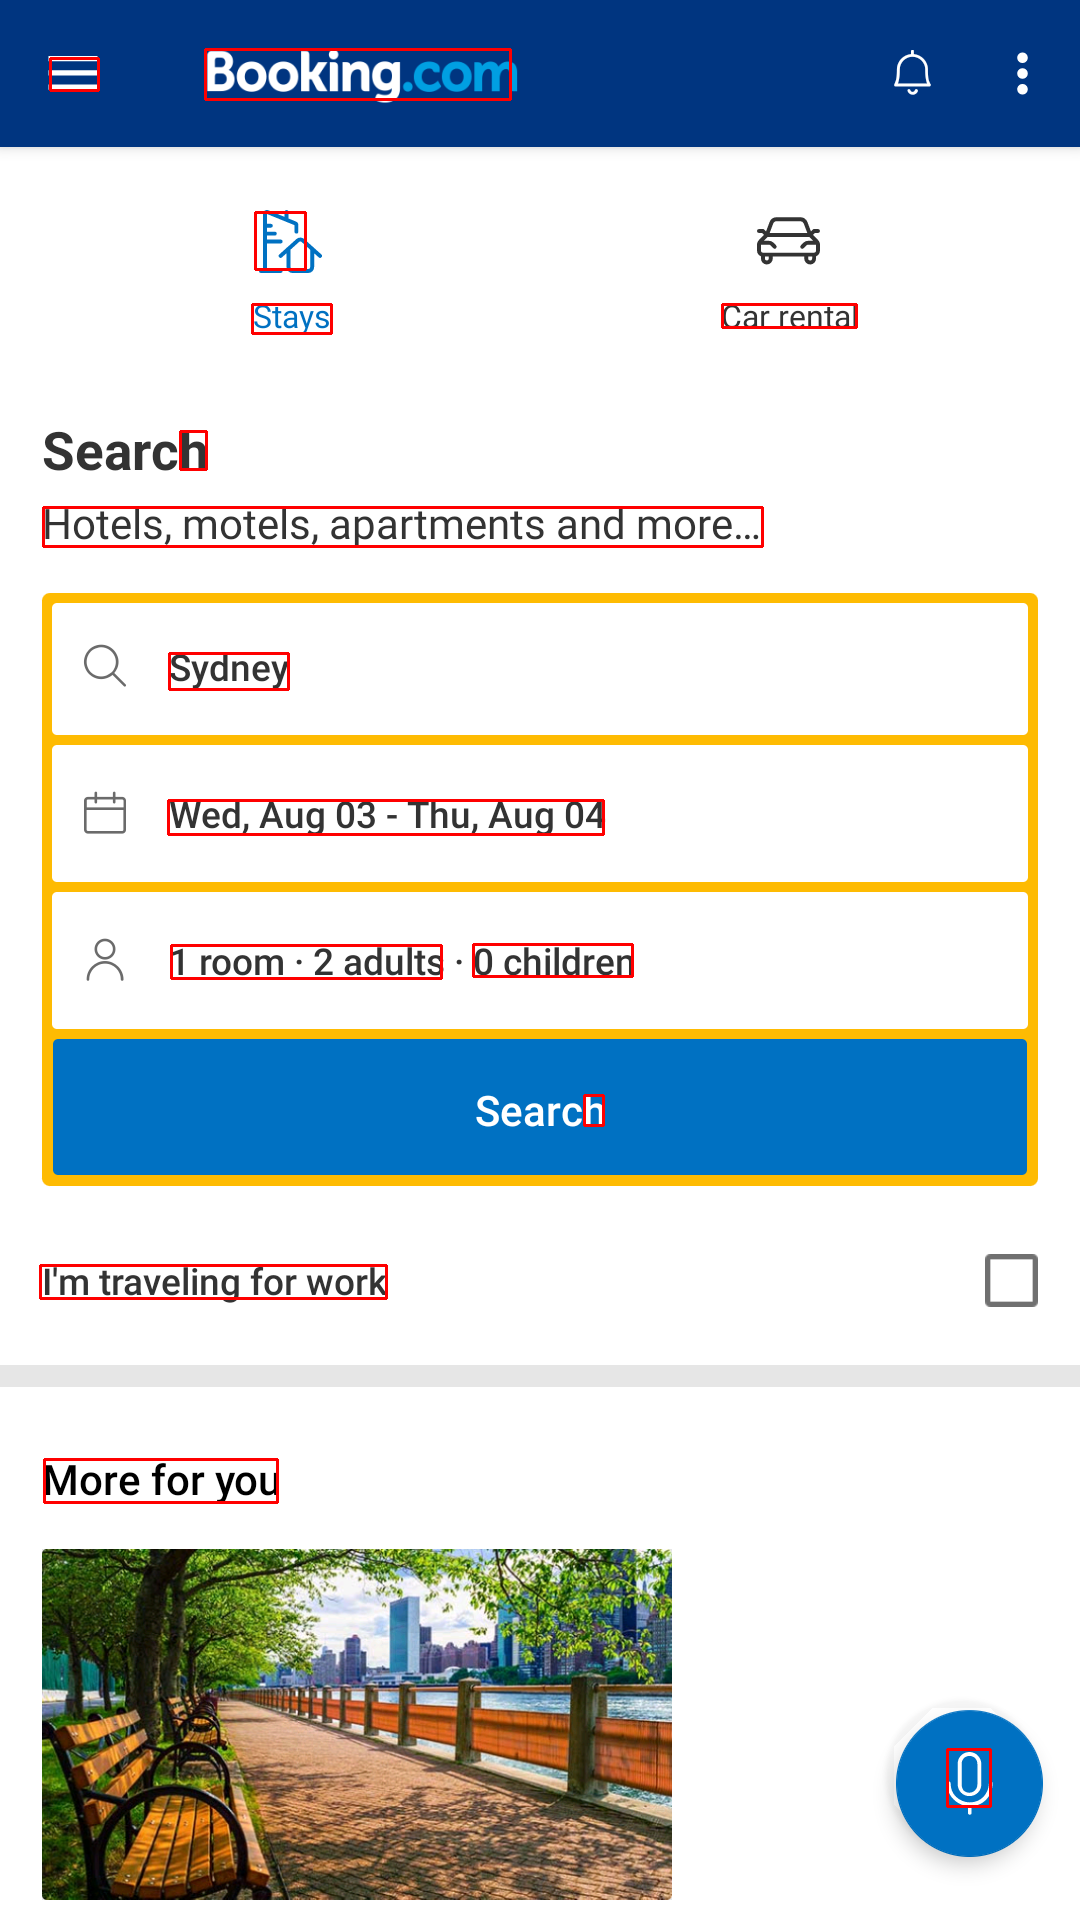 Booking.com
Stays
Car rental
Search
Hotels, motels, apartments and more...
Sydney
Wed, Aug 03 - Thu, Aug 04
1 room · 2 adults · 0 children
Search
I'm traveling for work
More for you